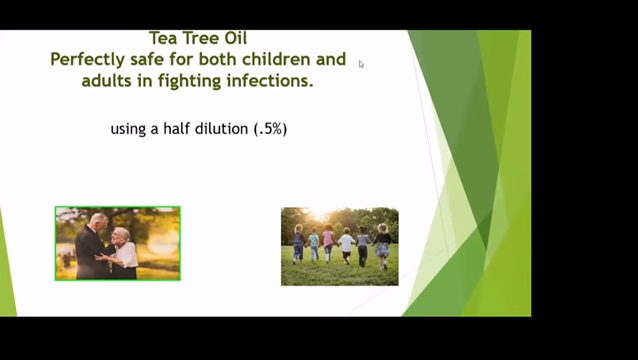 Tea Tree Oil
Perfectly safe for both children and
adults in fighting infections.
using a half dilution (.5%)